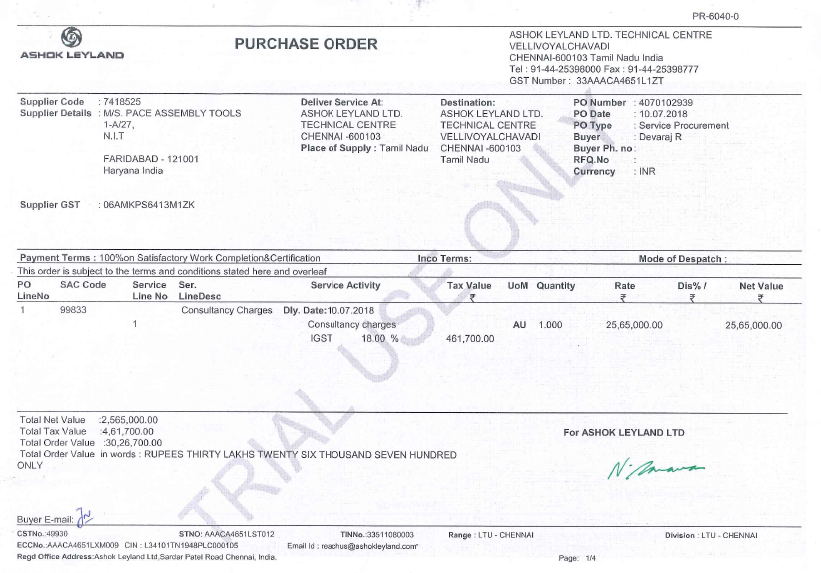 PR-6040-0
ASHOK LEYLAND
PURCHASE ORDER
ASHOK LEYLAND LTD. TECHNICAL CENTRE
VELLIVOYALCHAVADI
CHENNAI-600103 Tamil Nadu India
Tel : 91-44-25398000 Fax : 91-44-25398777
GST Number : 33AAACA4651L1ZT
Supplier Code : 7418525
Supplier Details : M/S. PACE ASSEMBLY TOOLS
1-A/27,
N.I.T
FARIDABAD - 121001
Haryana India
Supplier GST : 06AMKPS6413M1ZK
Deliver Service At:
ASHOK LEYLAND LTD.
TECHNICAL CENTRE
CHENNAI -600103
Place of Supply : Tamil Nadu
Destination:
ASHOK LEYLAND LTD.
TECHNICAL CENTRE
VELLIVOYALCHAVADI
CHENNAI -600103
Tamil Nadu
PO Number : 4070102939
PO Date : 10.07.2018
PO Type : Service Procurement
Buyer : Devaraj R
Buyer Ph. no :
RFQ.No :
Currency : INR
Payment Terms : 100%on Satisfactory Work Completion&Certification Inco Terms: Mode of Despatch :
This order is subject to the terms and conditions stated here and overleaf
PO SAC Code Service Ser. Service Activity Tax Value UoM Quantity Rate Dis% / Net Value
LineNo Line No LineDesc ₹ ₹ ₹ ₹
1 99833 Consultancy Charges Dly. Date:10.07.2018
1 Consultancy charges AU 1.000 25,65,000.00 25,65,000.00
IGST 18.00 % 461,700.00
Total Net Value :2,565,000.00
Total Tax Value :4,61,700.00
Total Order Value :30,26,700.00
Total Order Value in words : RUPEES THIRTY LAKHS TWENTY SIX THOUSAND SEVEN HUNDRED
ONLY
For ASHOK LEYLAND LTD
Buyer E-mail:
CSTNo.:49930 STNO: AAACA4651LST012 TINNo.:33511080003 Range : LTU - CHENNAI Division : LTU - CHENNAI
ECCNo.:AAACA4651LXM009 CIN : L34101TN1948PLC000105 Email Id : reachus@ashokleyland.com
Regd Office Address:Ashok Leyland Ltd,Sardar Patel Road Chennai, India.
Page: 1/4
TRIAL USE ONLY